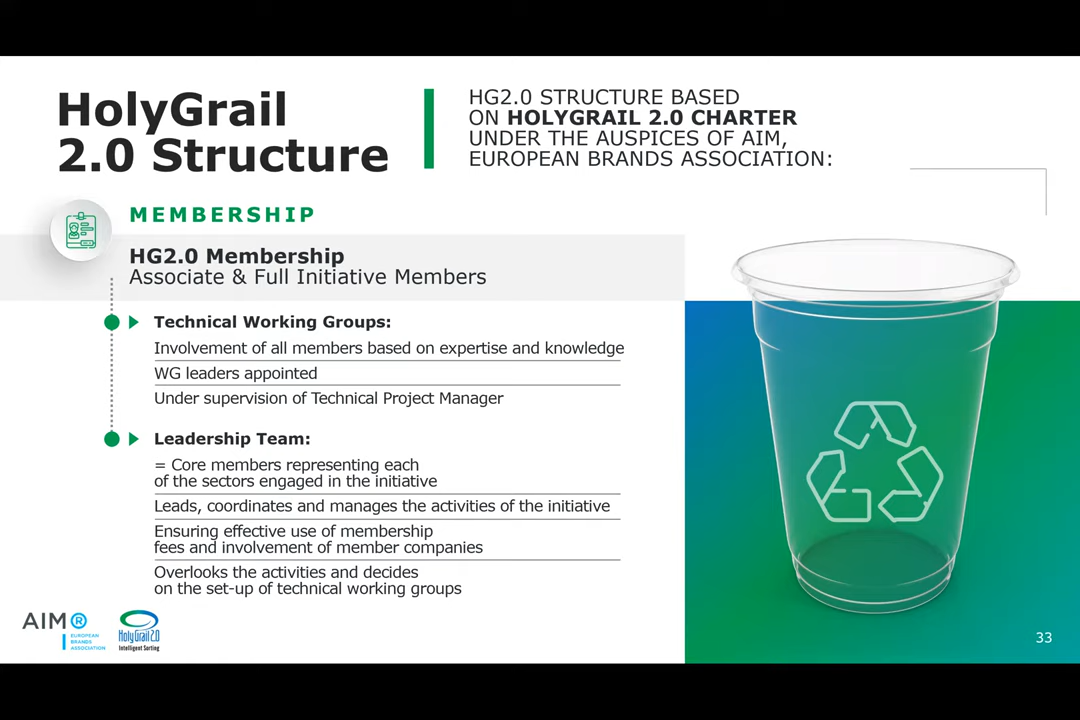 HolyGrail
2.0 Structure
HG2.0 STRUCTURE BASED
ON HOLYGRAIL 2.0 CHARTER
UNDER THE AUSPICES OF AIM,
EUROPEAN BRANDS ASSOCIATION:
MEMBERSHIP
HG2.0 Membership
Associate & Full Initiative Members
Technical Working Groups:
Involvement of all members based on expertise and knowledge
WG leaders appointed
Under supervision of Technical Project Manager
Leadership Team:
= Core members representing each
of the sectors engaged in the initiative
Leads, coordinates and manages the activities of the initiative
Ensuring effective use of membership
fees and involvement of member companies
Overlooks the activities and decides
on the set-up of technical working groups
AIM®
EUROPEAN
BRANDS
ASSOCIATION
HolyGrail 2.0
Intelligent Sorting
33